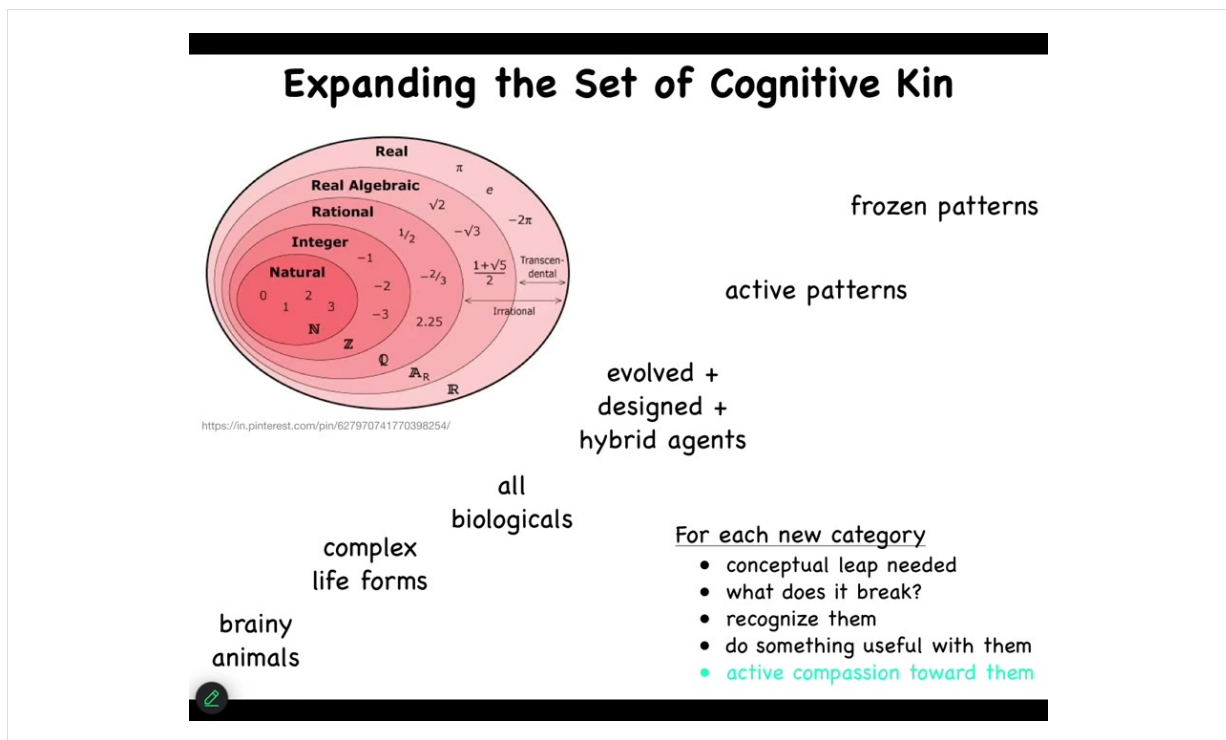 Expanding the Set of Cognitive Kin
Real
π
Real Algebraic
e
√2
Rational
-2π
1/2
-√3
Integer
-1
1+√5
2
Transcen-
dental
Natural
-2/3
-2
0 1 2 3
Irrational
-3
2.25
ℕ
ℤ
ℚ
𝔸R
ℝ
https://in.pinterest.com/pin/627970741770398254/
frozen patterns
active patterns
evolved +
designed +
hybrid agents
all
biologicals
complex
life forms
brainy
animals
For each new category
• conceptual leap needed
• what does it break?
• recognize them
• do something useful with them
• active compassion toward them